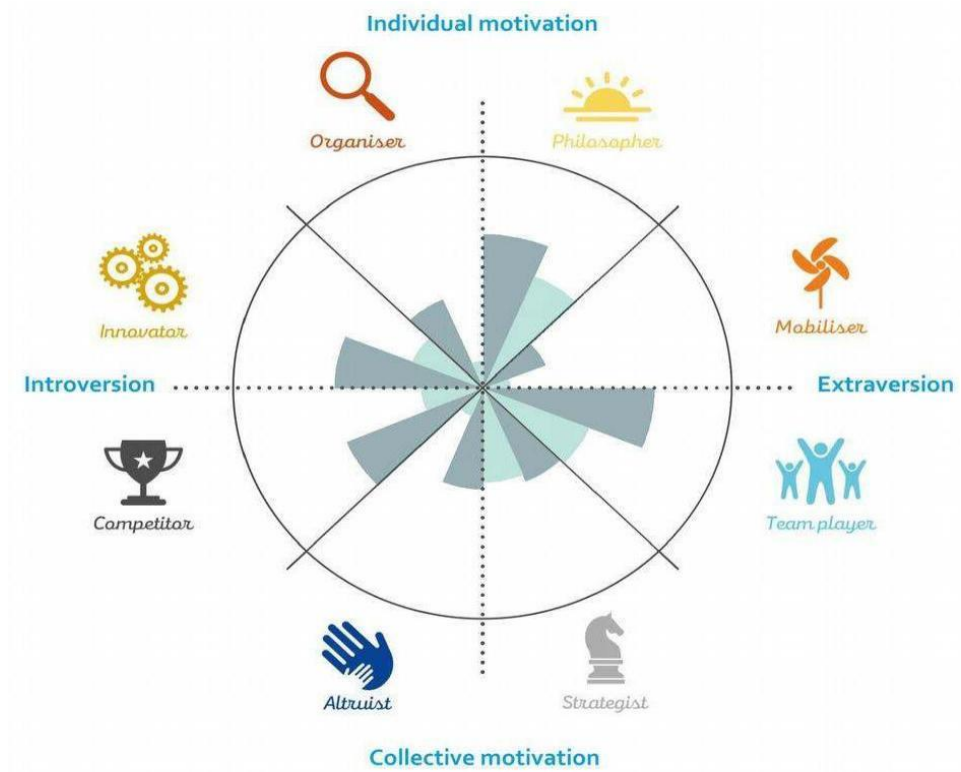 Individual motivation
Organiser
Philosopher
Innovator
Mobiliser
Introversion
Extraversion
Competitor
Team player
Altruist
Strategist
Collective motivation